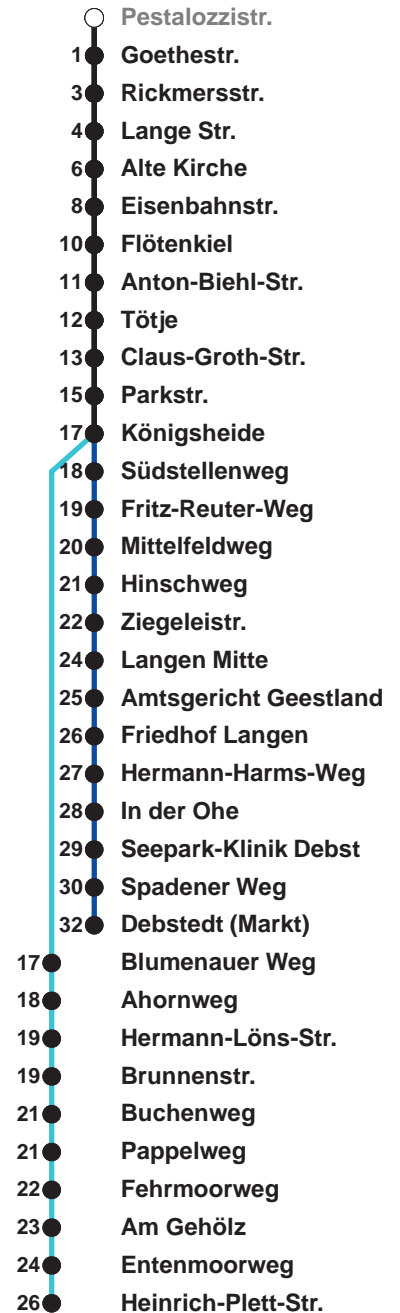 Pestalozzistr.
1 Goethestr.
3 Rickmersstr.
4 Lange Str.
6 Alte Kirche
8 Eisenbahnstr.
10 Flötenkiel
11 Anton-Biehl-Str.
12 Tötje
13 Claus-Groth-Str.
15 Parkstr.
17 Königsheide
18 Südstellenweg
19 Fritz-Reuter-Weg
20 Mittelfeldweg
21 Hinschweg
22 Ziegeleistr.
24 Langen Mitte
25 Amtsgericht Geestland
26 Friedhof Langen
27 Hermann-Harms-Weg
28 In der Ohe
29 Seepark-Klinik Debst
30 Spadener Weg
32 Debstedt (Markt)
17 Blumenauer Weg
18 Ahornweg
19 Hermann-Löns-Str.
19 Brunnenstr.
21 Buchenweg
21 Pappelweg
22 Fehrmoorweg
23 Am Gehölz
24 Entenmoorweg
26 Heinrich-Plett-Str.